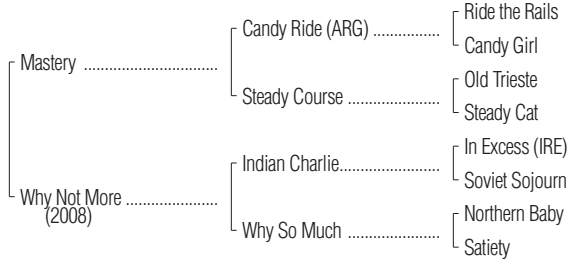 Ride the Rails
Candy Ride (ARG) ................
Candy Girl
Mastery ................................
Old Trieste
Steady Course ......................
Steady Cat
In Excess (IRE)
Indian Charlie........................
Soviet Sojourn
Why Not More ......................
(2008)
Northern Baby
Why So Much ......................
Satiety